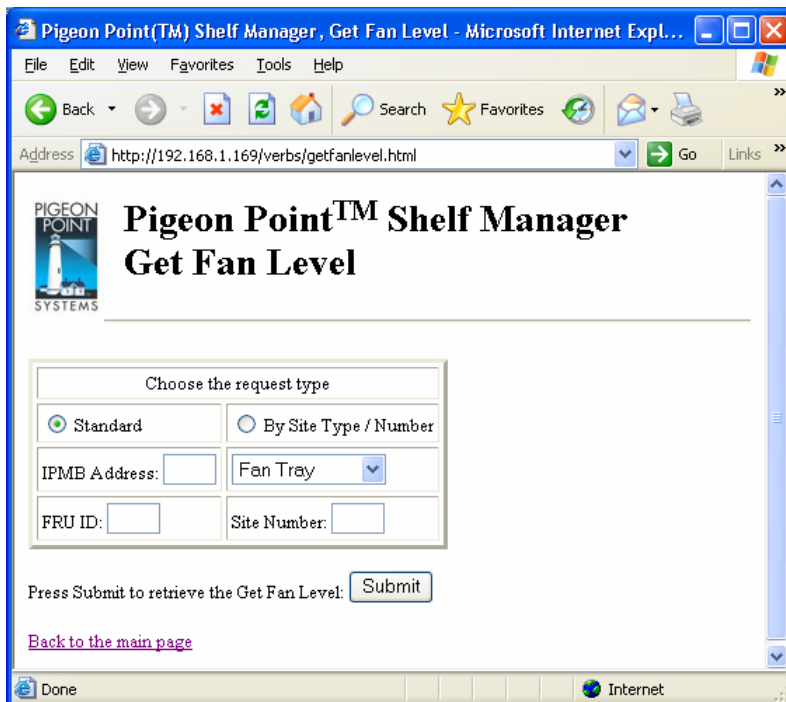 Pigeon Point(TM) Shelf Manager, Get Fan Level - Microsoft Internet Expl...
File Edit View Favorites Tools Help
Back Search Favorites »
Address http://192.168.1.169/verbs/getfanlevel.html Go Links »
PIGEON
POINT
SYSTEMS
Pigeon Point™ Shelf Manager
Get Fan Level
Choose the request type
Standard By Site Type / Number
IPMB Address: Fan Tray
FRU ID: Site Number:
Press Submit to retrieve the Get Fan Level: Submit
Back to the main page
Done Internet